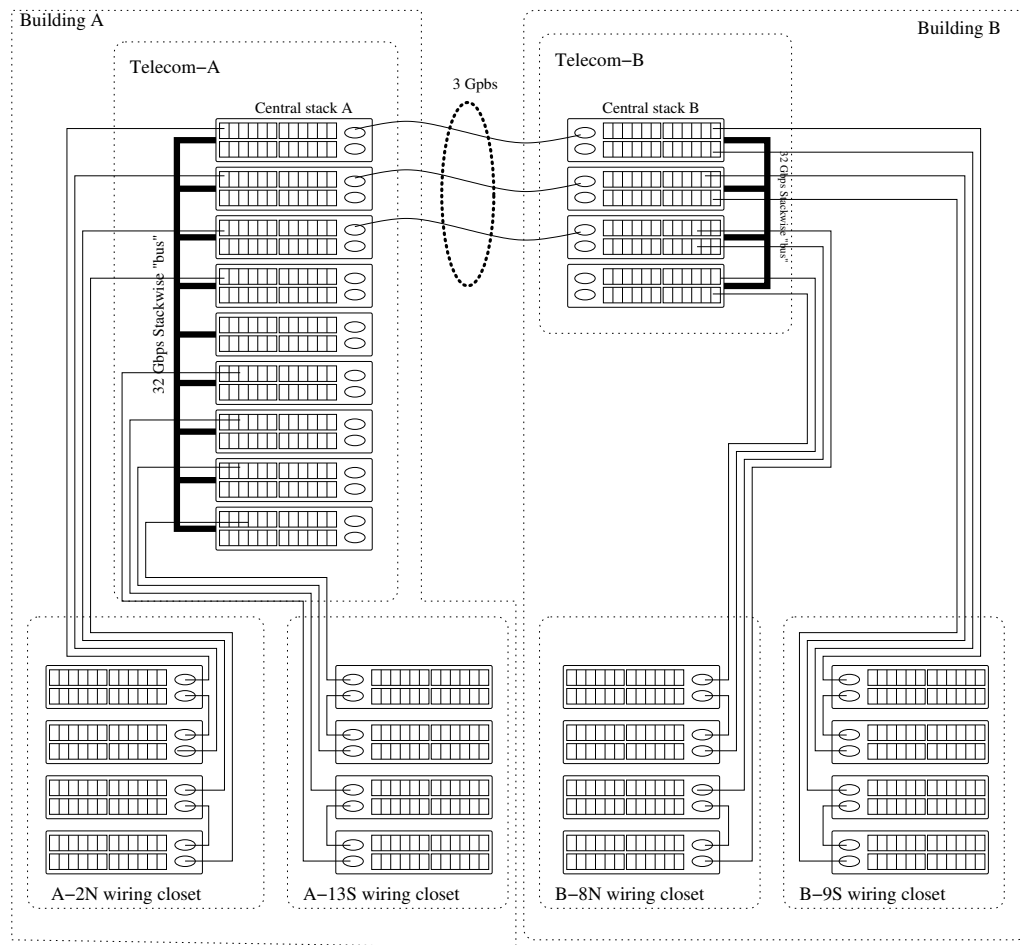 Building A
Building B
Telecom−A
Telecom−B
3 Gpbs
Central stack A
Central stack B
32 Gbps Stackwise "bus"
32 Gbps Stackwise "bus"
A−2N wiring closet
A−13S wiring closet
B−8N wiring closet
B−9S wiring closet